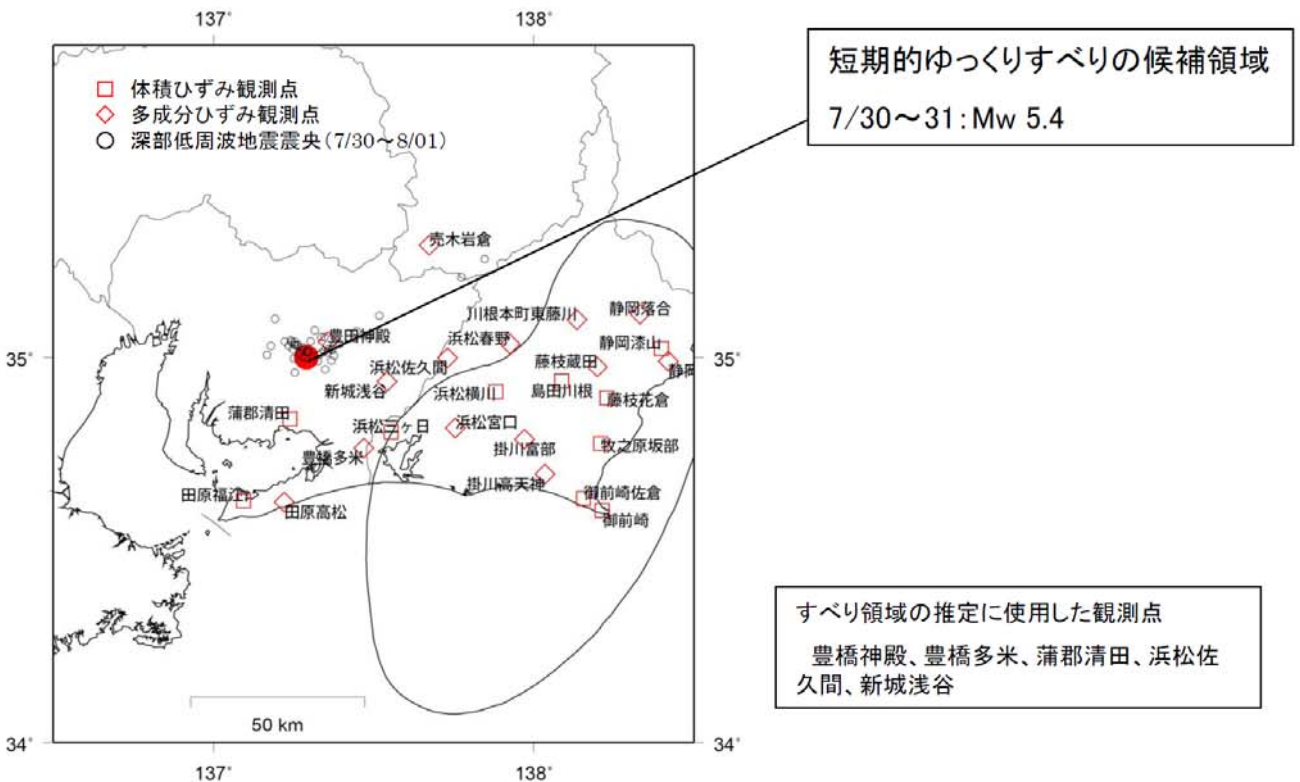 137°
138°
短期的ゆっくりすべりの候補領域
7/30～31：Mw 5.4
体積ひずみ観測点
多成分ひずみ観測点
深部低周波地震震央(7/30～8/01)
売木岩倉
川根本町東藤川
静岡落合
豊田神殿
浜松春野
静岡漆山
35°
35°
浜松佐久間
藤枝蔵田
静岡
新城浅谷
浜松横川
島田川根
藤枝花倉
蒲郡清田
浜松三ヶ日
浜松宮口
掛川富部
牧之原坂部
豊橋多米
掛川高天神
田原福江
御前崎佐倉
田原高松
御前崎
すべり領域の推定に使用した観測点
豊橋神殿、豊橋多米、蒲郡清田、浜松佐
久間、新城浅谷
50 km
34°
34°
137°
138°